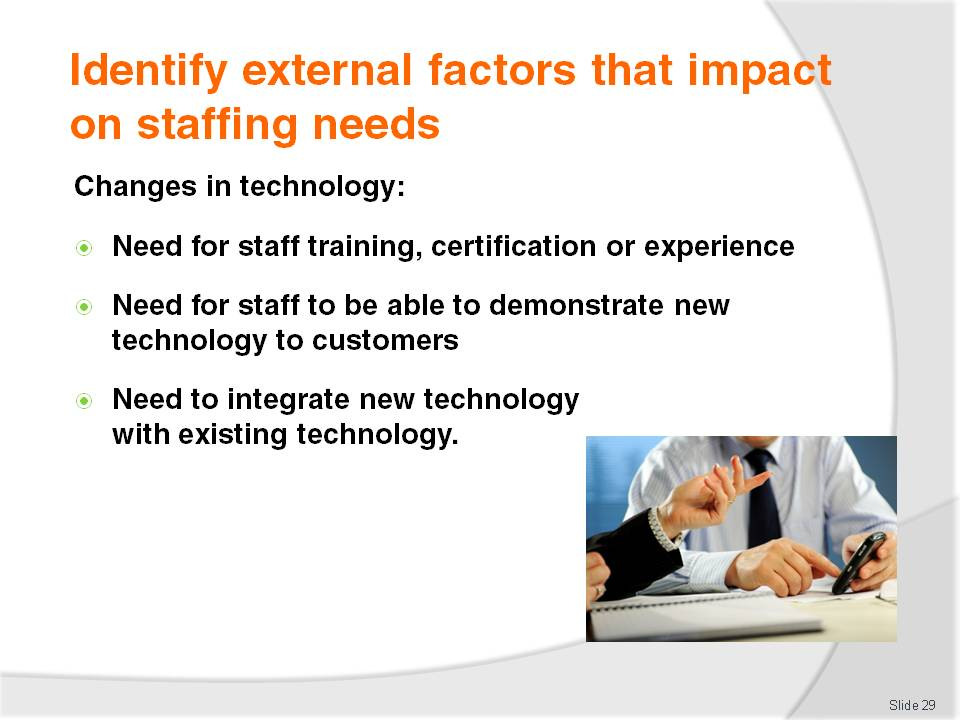 Identify external factors that impact
on staffing needs
Changes in technology:
Need for staff training, certification or experience
Need for staff to be able to demonstrate new
technology to customers
Need to integrate new technology
with existing technology.
Slide 29